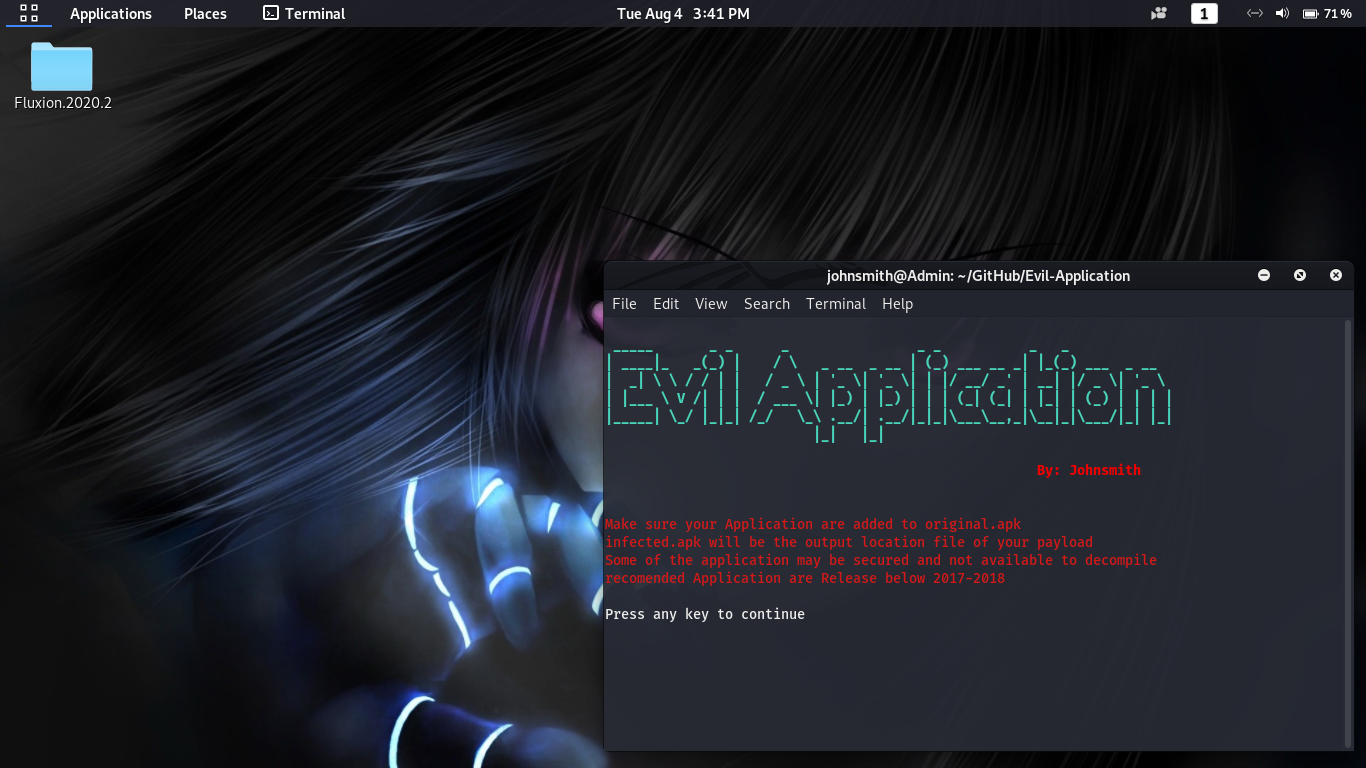 Applications Places Terminal Tue Aug 4 3:41 PM 1 71 %
Fluxion.2020.2
johnsmith@Admin: ~/GitHub/Evil-Application
File Edit View Search Terminal Help
Evil Application
By: Johnsmith
Make sure your Application are added to original.apk
infected.apk will be the output location file of your payload
Some of the application may be secured and not available to decompile
recomended Application are Release below 2017-2018
Press any key to continue